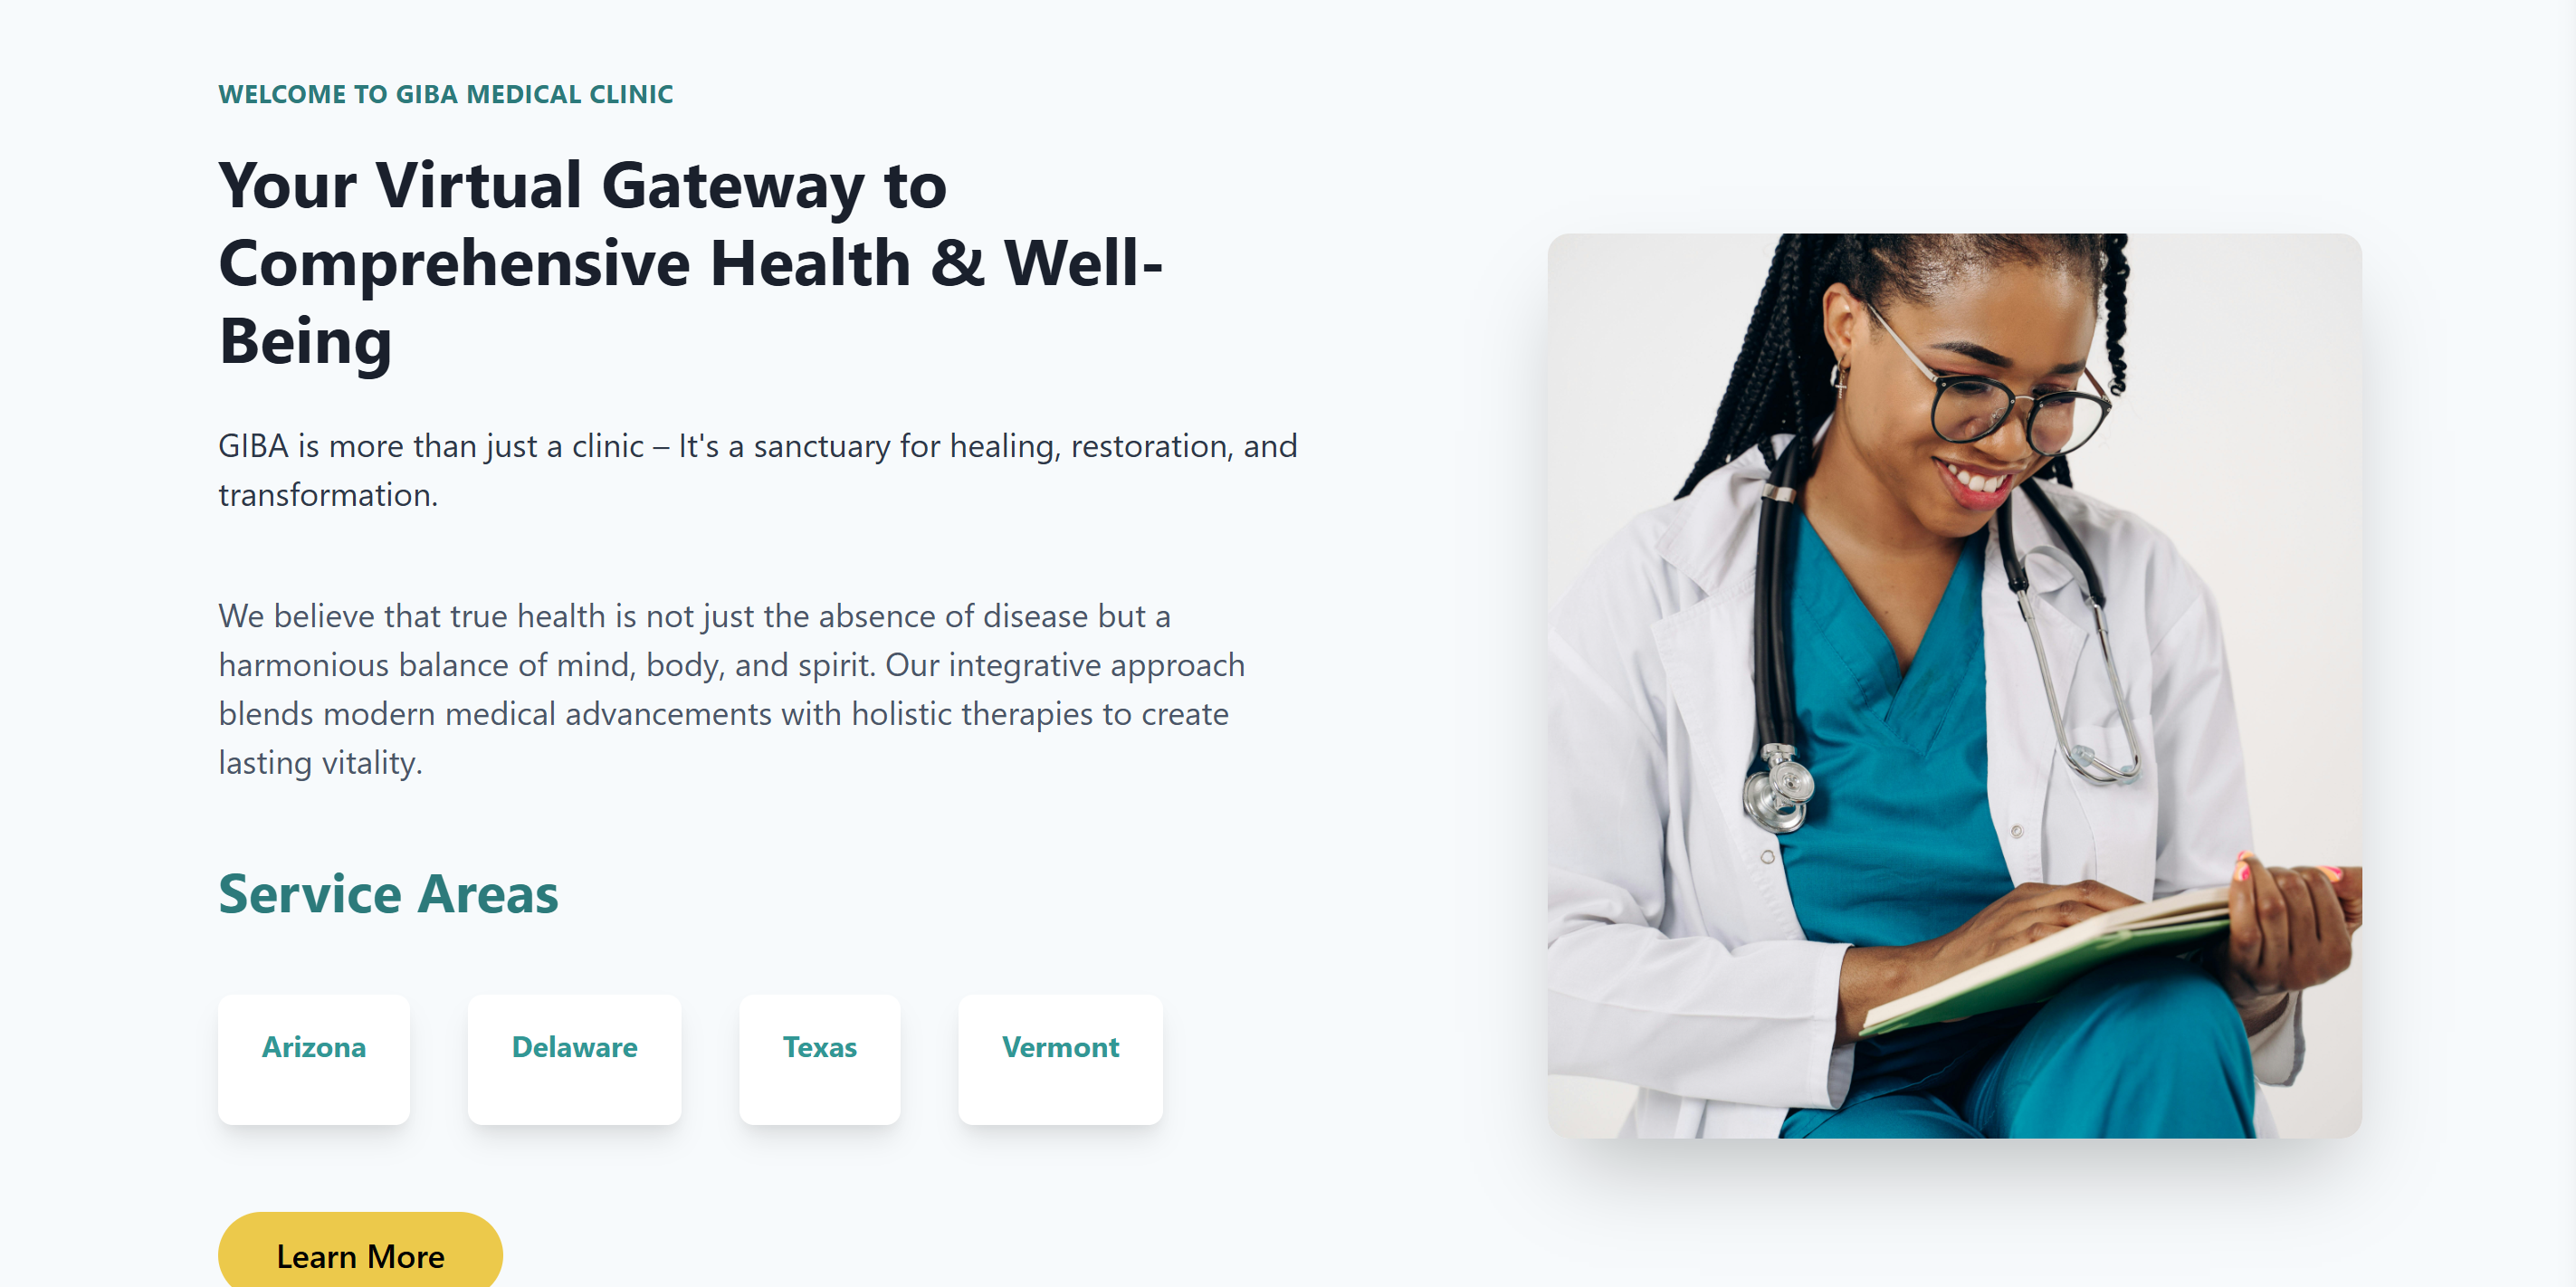 WELCOME TO GIBA MEDICAL CLINIC
Your Virtual Gateway to
Comprehensive Health & Well-
Being
GIBA is more than just a clinic – It's a sanctuary for healing, restoration, and
transformation.
We believe that true health is not just the absence of disease but a
harmonious balance of mind, body, and spirit. Our integrative approach
blends modern medical advancements with holistic therapies to create
lasting vitality.
Service Areas
Arizona
Delaware
Texas
Vermont
Learn More